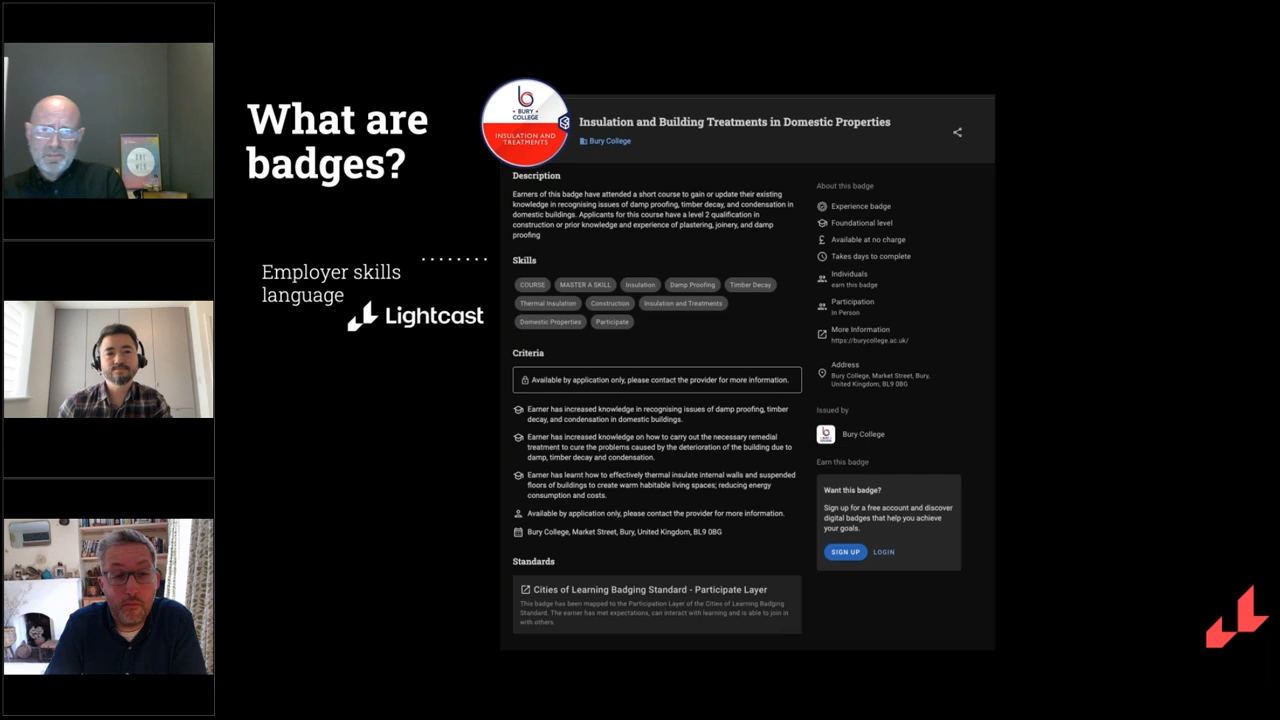 What are
badges?
Employer skills
language
Lightcast
BURY
COLLEGE
INSULATION AND
TREATMENTS
Insulation and Building Treatments in Domestic Properties
Bury College
Description
Earners of this badge have attended a short course to gain or update their existing
knowledge in recognising issues of damp proofing, timber decay, and condensation in
domestic buildings. Applicants for this course have a level 2 qualification in
construction or prior knowledge and experience of plastering, joinery, and damp
proofing
Skills
COURSE MASTER A SKILL Insulation Damp Proofing Timber Decay
Thermal Insulation Construction Insulation and Treatments
Domestic Properties Participate
Criteria
Available by application only, please contact the provider for more information.
Earner has increased knowledge in recognising issues of damp proofing, timber
decay, and condensation in domestic buildings.
Earner has increased knowledge on how to carry out the necessary remedial
treatment to cure the problems caused by the deterioration of the building due to
damp, timber decay and condensation.
Earner has learnt how to effectively thermal insulate internal walls and suspended
floors of buildings to create warm habitable living spaces; reducing energy
consumption and costs.
Available by application only, please contact the provider for more information.
Bury College, Market Street, Bury, United Kingdom, BL9 0BG
Standards
Cities of Learning Badging Standard - Participate Layer
This badge has been mapped to the Participation Layer of the Cities of Learning Badging
Standard. The earner has met expectations, can interact with learning and is able to join in
with others.
About this badge
Experience badge
Foundational level
Available at no charge
Takes days to complete
Individuals
earn this badge
Participation
In Person
More Information
https://burycollege.ac.uk/
Address
Bury College, Market Street, Bury,
United Kingdom, BL9 0BG
Issued by
Bury College
Earn this badge
Want this badge?
Sign up for a free account and discover
digital badges that help you achieve
your goals.
SIGN UP LOGIN